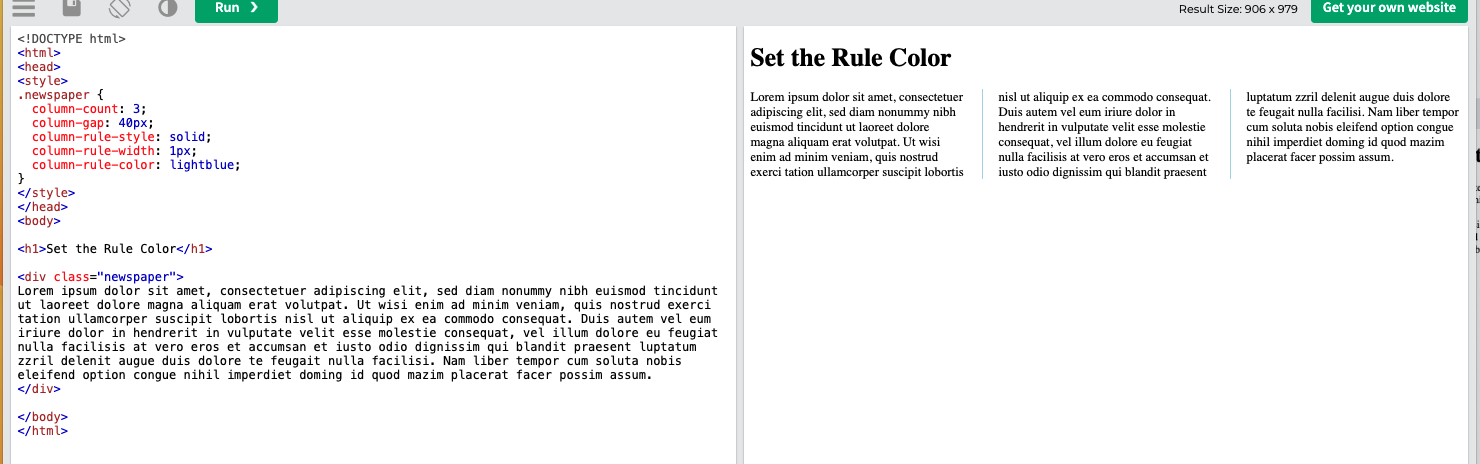 Run ❯
Result Size: 906 x 979
Get your own website
<!DOCTYPE html>
<html>
<head>
<style>
.newspaper {
  column-count: 3;
  column-gap: 40px;
  column-rule-style: solid;
  column-rule-width: 1px;
  column-rule-color: lightblue;
}
</style>
</head>
<body>
<h1>Set the Rule Color</h1>
<div class="newspaper">
Lorem ipsum dolor sit amet, consectetuer adipiscing elit, sed diam nonummy nibh euismod tincidunt
ut laoreet dolore magna aliquam erat volutpat. Ut wisi enim ad minim veniam, quis nostrud exerci
tation ullamcorper suscipit lobortis nisl ut aliquip ex ea commodo consequat. Duis autem vel eum
iriure dolor in hendrerit in vulputate velit esse molestie consequat, vel illum dolore eu feugiat
nulla facilisis at vero eros et accumsan et iusto odio dignissim qui blandit praesent luptatum
zzril delenit augue duis dolore te feugait nulla facilisi. Nam liber tempor cum soluta nobis
eleifend option congue nihil imperdiet doming id quod mazim placerat facer possim assum.
</div>
</body>
</html>
Set the Rule Color
Lorem ipsum dolor sit amet, consectetuer
adipiscing elit, sed diam nonummy nibh
euismod tincidunt ut laoreet dolore
magna aliquam erat volutpat. Ut wisi
enim ad minim veniam, quis nostrud
exerci tation ullamcorper suscipit lobortis
nisl ut aliquip ex ea commodo consequat.
Duis autem vel eum iriure dolor in
hendrerit in vulputate velit esse molestie
consequat, vel illum dolore eu feugiat
nulla facilisis at vero eros et accumsan et
iusto odio dignissim qui blandit praesent
luptatum zzril delenit augue duis dolore
te feugait nulla facilisi. Nam liber tempor
cum soluta nobis eleifend option congue
nihil imperdiet doming id quod mazim
placerat facer possim assum.